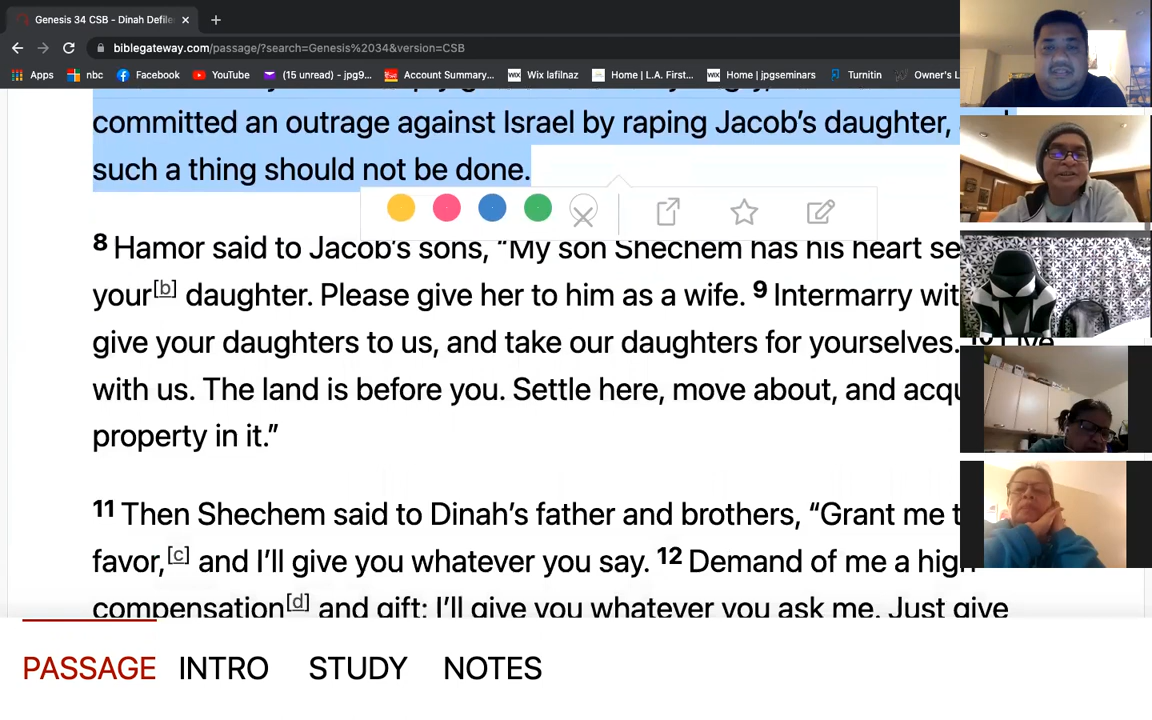 Genesis 34 CSB - Dinah Defile
biblegateway.com/passage/?search=Genesis%2034&version=CSB
Apps nbc Facebook YouTube (15 unread) - jpg9... Account Summary... Wix lafilnaz Home | L.A. First... Home | jpgseminars Turnitin Owner's L
committed an outrage against Israel by raping Jacob's daughter,
such a thing should not be done.
8 Hamor said to Jacob's sons, "My son Shechem has his heart se
your[b] daughter. Please give her to him as a wife. 9 Intermarry wit
give your daughters to us, and take our daughters for yourselves. 10 Live
with us. The land is before you. Settle here, move about, and acqu
property in it."
11 Then Shechem said to Dinah's father and brothers, "Grant me t
favor,[c] and I'll give you whatever you say. 12 Demand of me a high
compensation[d] and gift; I'll give you whatever you ask me. Just give
PASSAGE INTRO STUDY NOTES